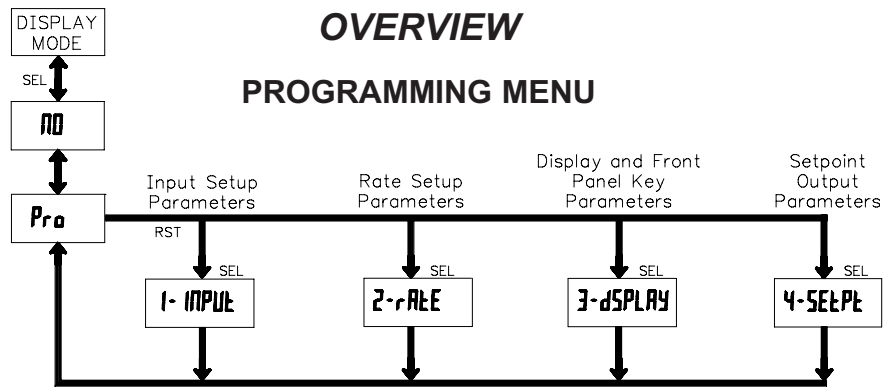 OVERVIEW
PROGRAMMING MENU
DISPLAY
MODE
SEL
NO
Pro
Input Setup
Parameters
Rate Setup
Parameters
Display and Front
Panel Key
Parameters
Setpoint
Output
Parameters
RST
SEL
SEL
SEL
SEL
1-INPUt
2-rAtE
3-dSPLAY
4-SEtPt